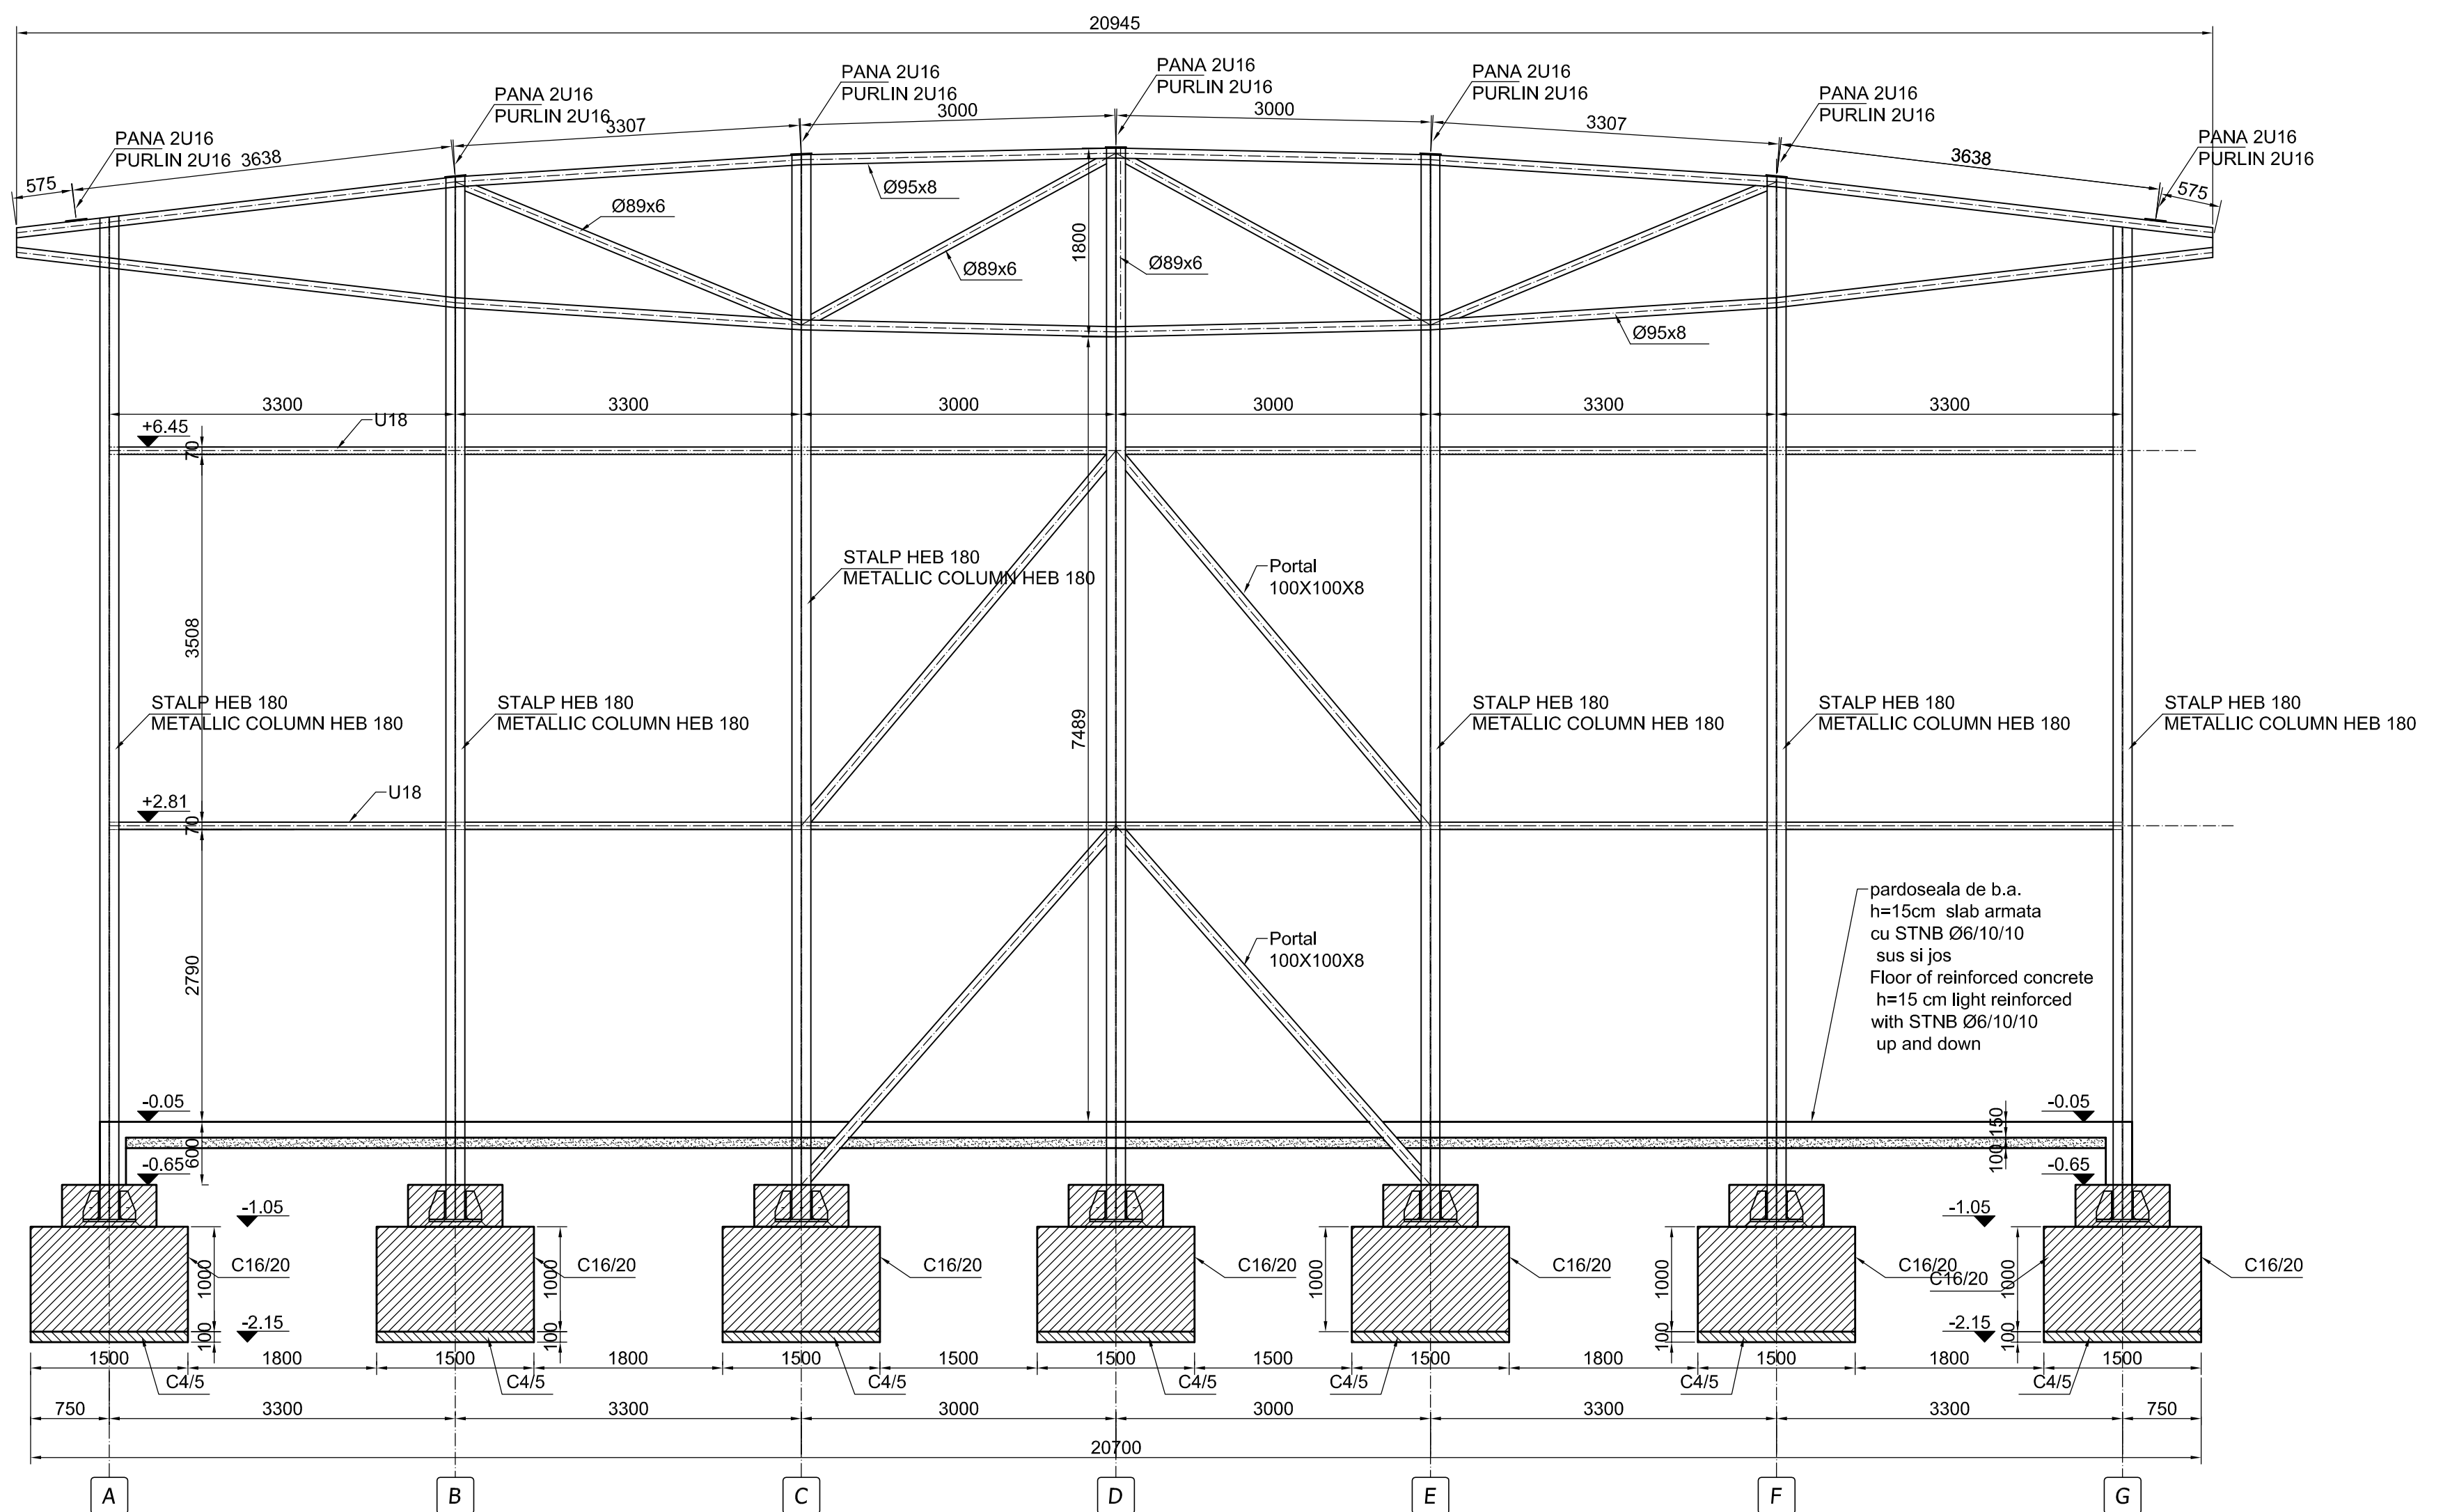 20945
PANA 2U16
PURLIN 2U16
PANA 2U16
PURLIN 2U16
PANA 2U16
PURLIN 2U16
PANA 2U16
PURLIN 2U16
PANA 2U16
PURLIN 2U16
PANA 2U16
PURLIN 2U16
PANA 2U16
PURLIN 2U16
575
3638
3307
3000
3000
3307
3638
575
Ø89x6
Ø95x8
Ø89x6
1800
Ø89x6
Ø95x8
3300
3300
3000
3000
3300
3300
+6.45
U18
70
3508
STALP HEB 180
METALLIC COLUMN HEB 180
Portal
100X100X8
STALP HEB 180
METALLIC COLUMN HEB 180
STALP HEB 180
METALLIC COLUMN HEB 180
7489
STALP HEB 180
METALLIC COLUMN HEB 180
STALP HEB 180
METALLIC COLUMN HEB 180
STALP HEB 180
METALLIC COLUMN HEB 180
+2.81
U18
70
2790
Portal
100X100X8
pardoseala de b.a.
h=15cm slab armata
cu STNB Ø6/10/10
sus si jos
Floor of reinforced concrete
h=15 cm light reinforced
with STNB Ø6/10/10
up and down
-0.05
-0.05
150
600
100
-0.65
-0.65
-1.05
-1.05
1000
C16/20
1000
C16/20
C16/20
C16/20
1000
C16/20
1000
C16/20
C16/20
1000
C16/20
-2.15
-2.15
100
100
100
100
1500
1800
1500
1800
1500
1500
1500
1500
1500
1800
1500
1800
1500
C4/5
C4/5
C4/5
C4/5
C4/5
C4/5
C4/5
750
3300
3300
3000
3000
3300
3300
750
20700
A
B
C
D
E
F
G